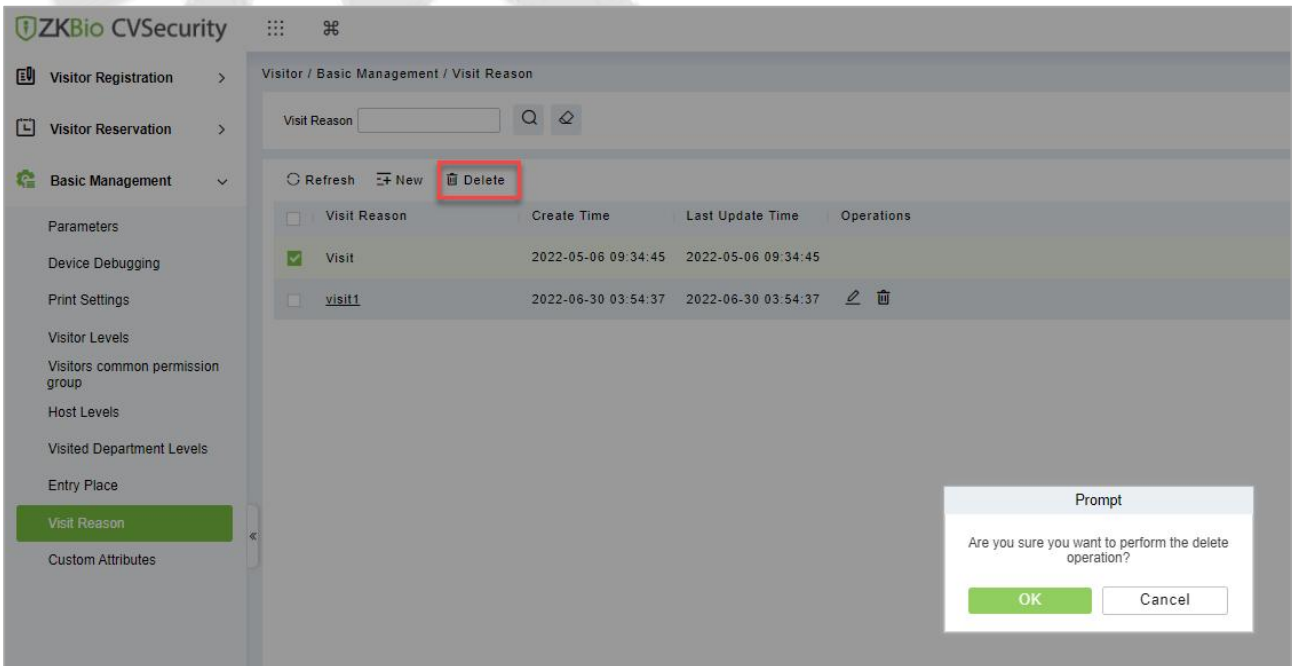 ZKBio CVSecurity
Visitor Registration
Visitor / Basic Management / Visit Reason
Visit Reason
Visitor Reservation
Basic Management
Refresh New Delete
Visit Reason Create Time Last Update Time Operations
Visit 2022-05-06 09:34:45 2022-05-06 09:34:45
visit1 2022-06-30 03:54:37 2022-06-30 03:54:37
Parameters
Device Debugging
Print Settings
Visitor Levels
Visitors common permission
group
Host Levels
Visited Department Levels
Entry Place
Visit Reason
Custom Attributes
Prompt
Are you sure you want to perform the delete
operation?
OK Cancel